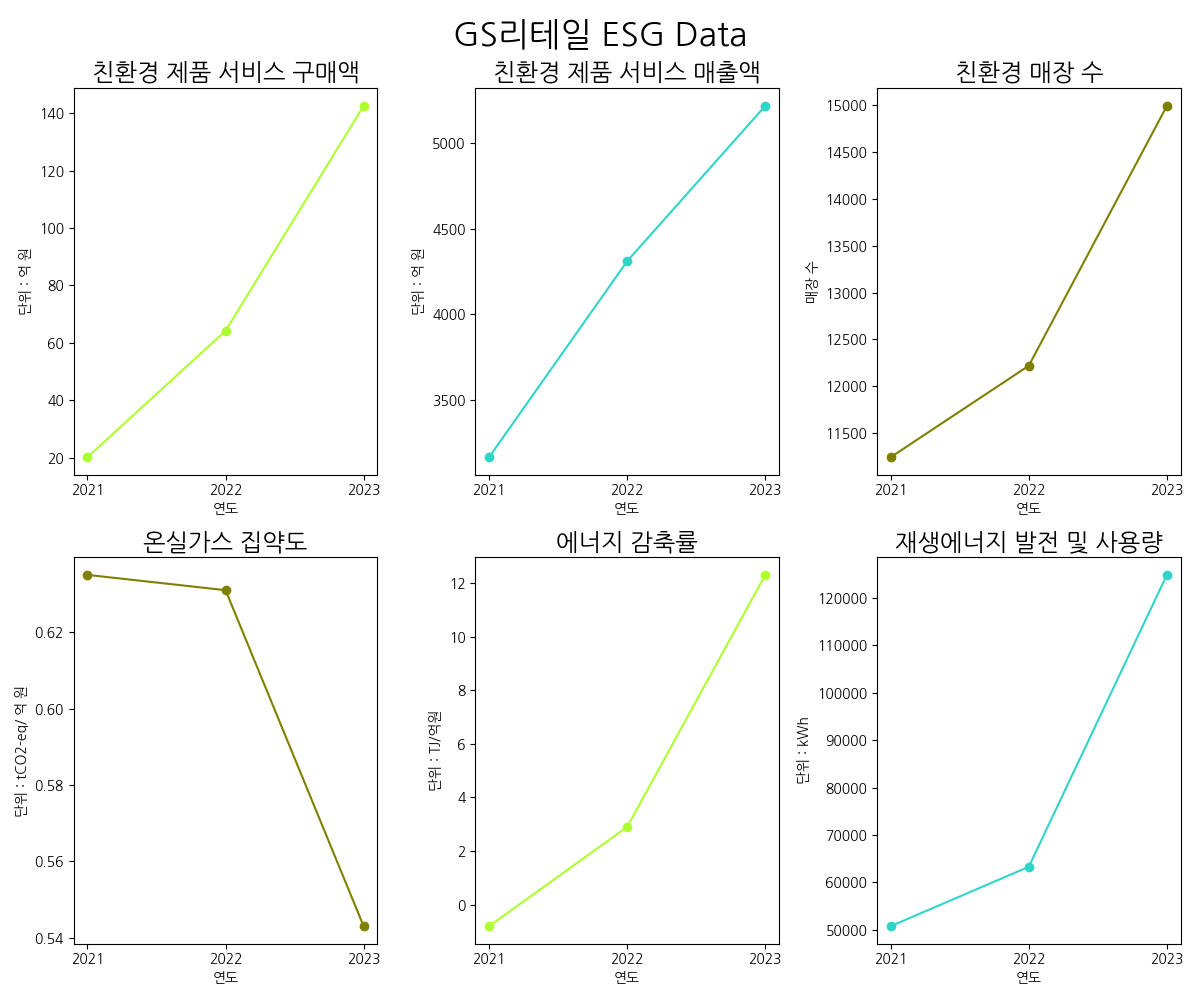 GS리테일 ESG Data
친환경 제품 서비스 구매액
단위 : 억 원
140
120
100
80
60
40
20
2021 2022 2023
연도
친환경 제품 서비스 매출액
단위 : 억 원
5000
4500
4000
3500
2021 2022 2023
연도
친환경 매장 수
매장 수
15000
14500
14000
13500
13000
12500
12000
11500
2021 2022 2023
연도
온실가스 집약도
단위 : tCO2-eq/ 억 원
0.62
0.60
0.58
0.56
0.54
2021 2022 2023
연도
에너지 감축률
단위 : TJ/억원
12
10
8
6
4
2
0
2021 2022 2023
연도
재생에너지 발전 및 사용량
단위 : kWh
120000
110000
100000
90000
80000
70000
60000
50000
2021 2022 2023
연도